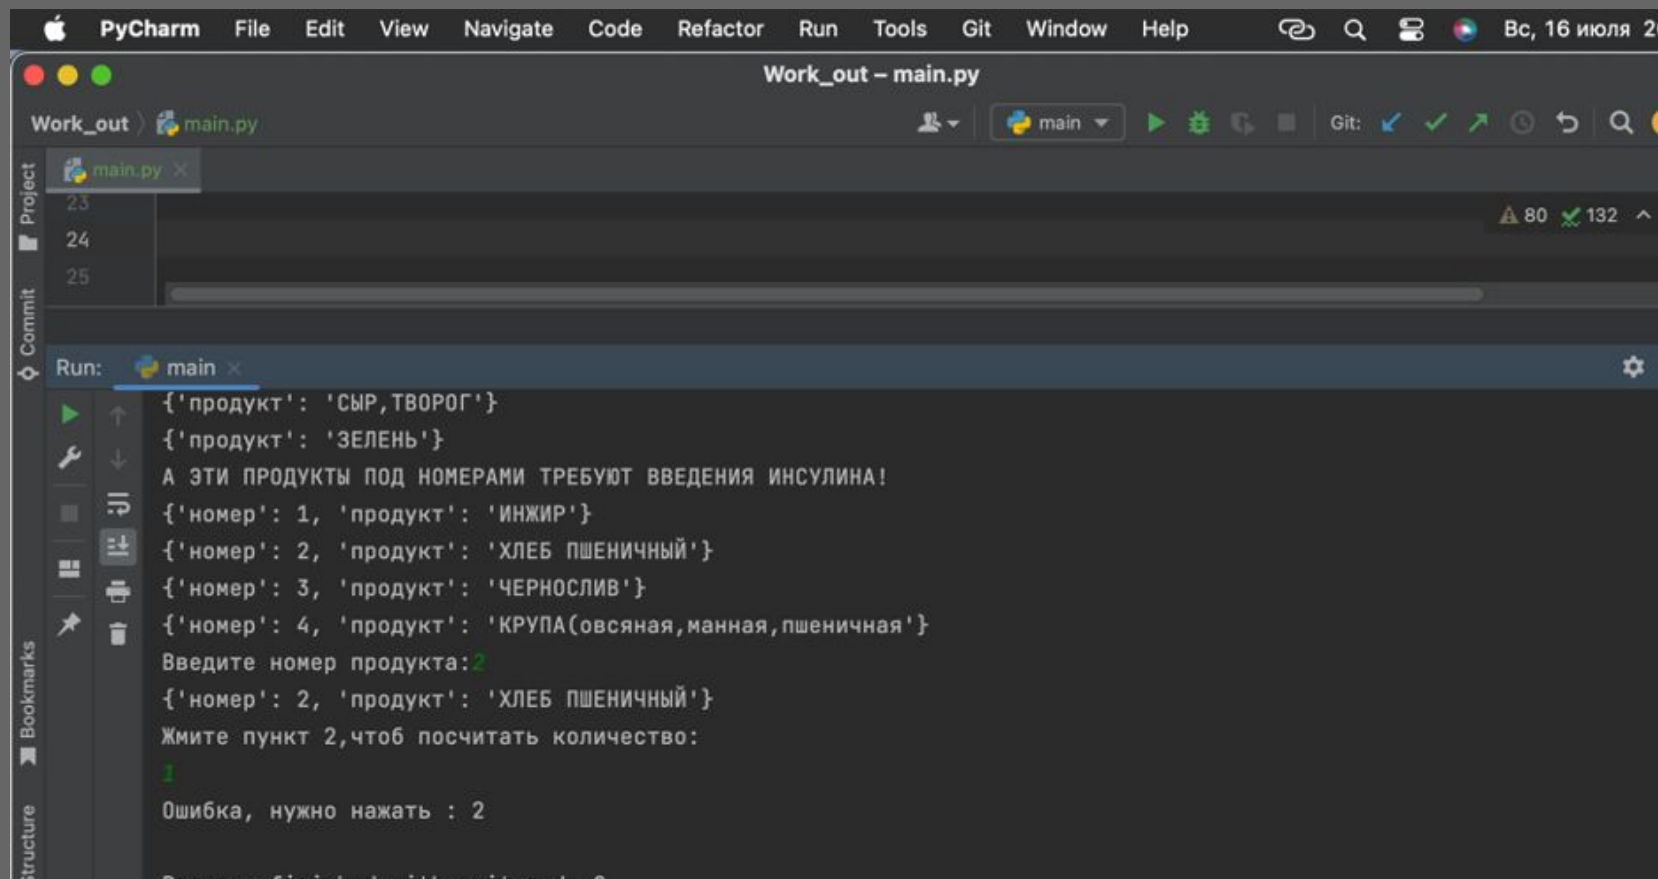 PyCharm File Edit View Navigate Code Refactor Run Tools Git Window Help Вс, 16 июля
Work_out – main.py
Work_out main.py main Git:
main.py
Project
23
80 132
24
25
Commit
Run: main
{'продукт': 'СЫР,ТВОРОГ'}
{'продукт': 'ЗЕЛЕНЬ'}
А ЭТИ ПРОДУКТЫ ПОД НОМЕРАМИ ТРЕБУЮТ ВВЕДЕНИЯ ИНСУЛИНА!
{'номер': 1, 'продукт': 'ИНЖИР'}
{'номер': 2, 'продукт': 'ХЛЕБ ПШЕНИЧНЫЙ'}
{'номер': 3, 'продукт': 'ЧЕРНОСЛИВ'}
{'номер': 4, 'продукт': 'КРУПА(овсяная,манная,пшеничная'}
Введите номер продукта:2
{'номер': 2, 'продукт': 'ХЛЕБ ПШЕНИЧНЫЙ'}
Жмите пункт 2,чтоб посчитать количество:
1
Ошибка, нужно нажать : 2
Bookmarks
Structure